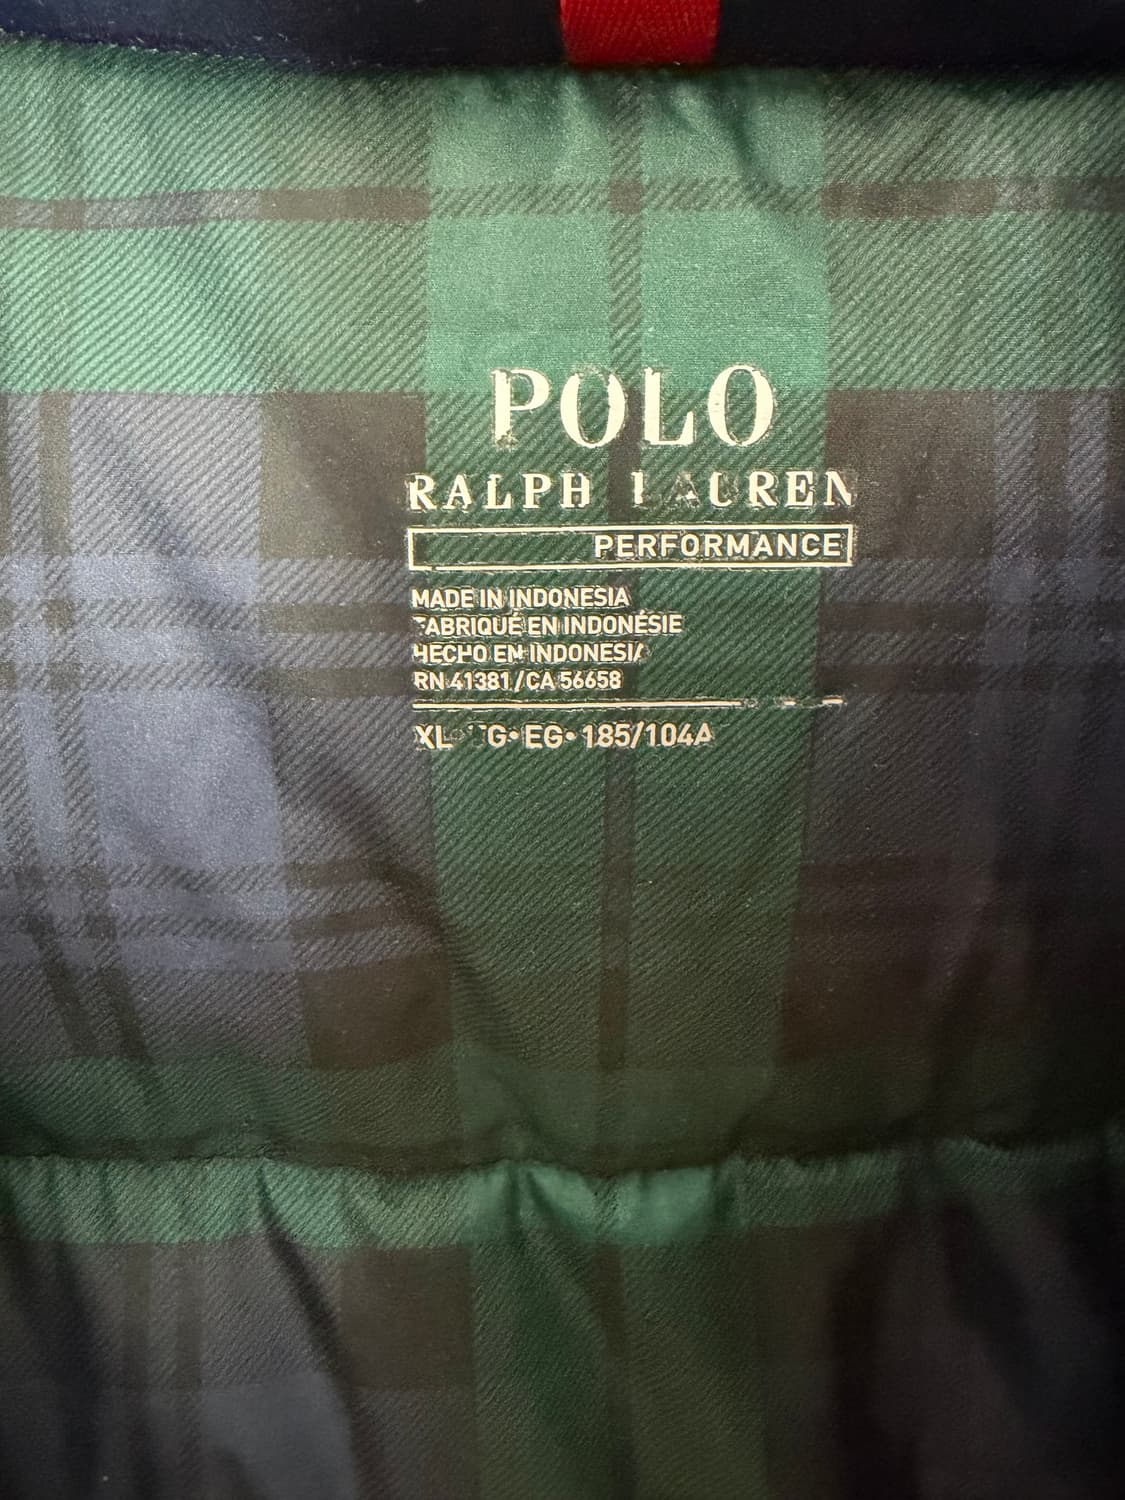 POLO
RALPH LAUREN
PERFORMANCE
MADE IN INDONESIA
FABRIQUÉ EN INDONÉSIE
HECHO EN INDONESIA
RN 41381/CA 56658
XL•TG•EG•185/104A